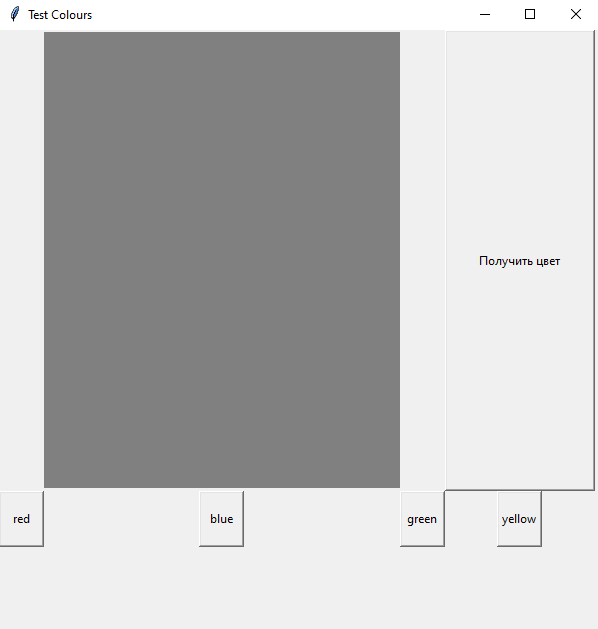 Test Colours
Получить цвет
red
blue
green
yellow